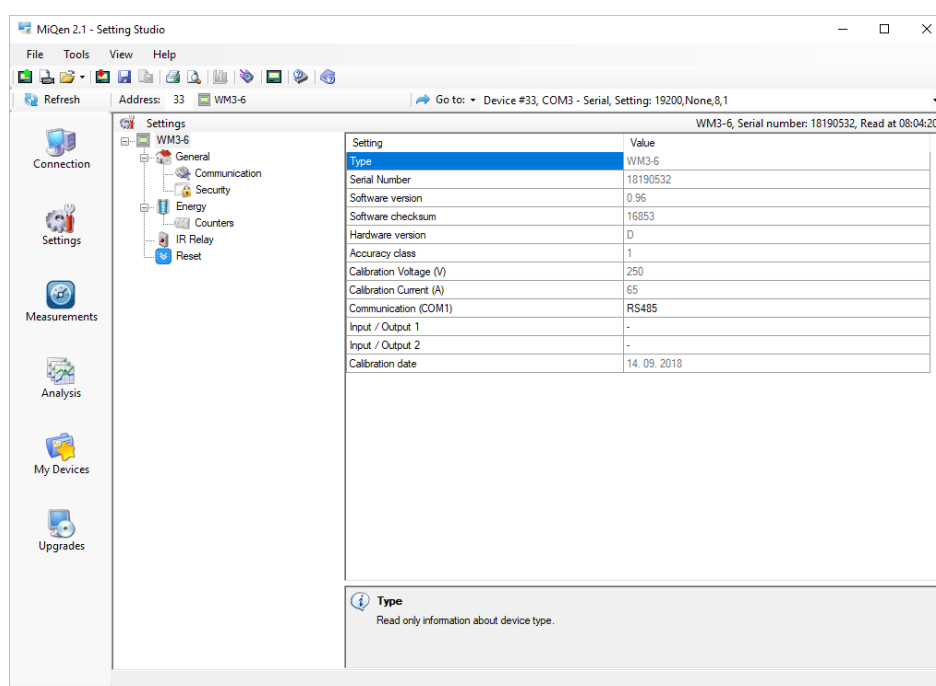 MiQen 2.1 - Setting Studio
File Tools View Help
Refresh Address: 33 WM3-6 Go to: Device #33, COM3 - Serial, Setting: 19200,None,8,1
Settings WM3-6, Serial number: 18190532, Read at 08:04:20
Connection
Settings
Measurements
Analysis
My Devices
Upgrades
WM3-6
General
Communication
Security
Energy
Counters
IR Relay
Reset
Setting Value
Type WM3-6
Serial Number 18190532
Software version 0.96
Software checksum 16853
Hardware version D
Accuracy class 1
Calibration Voltage (V) 250
Calibration Current (A) 65
Communication (COM1) RS485
Input / Output 1 -
Input / Output 2 -
Calibration date 14. 09. 2018
Type
Read only information about device type.